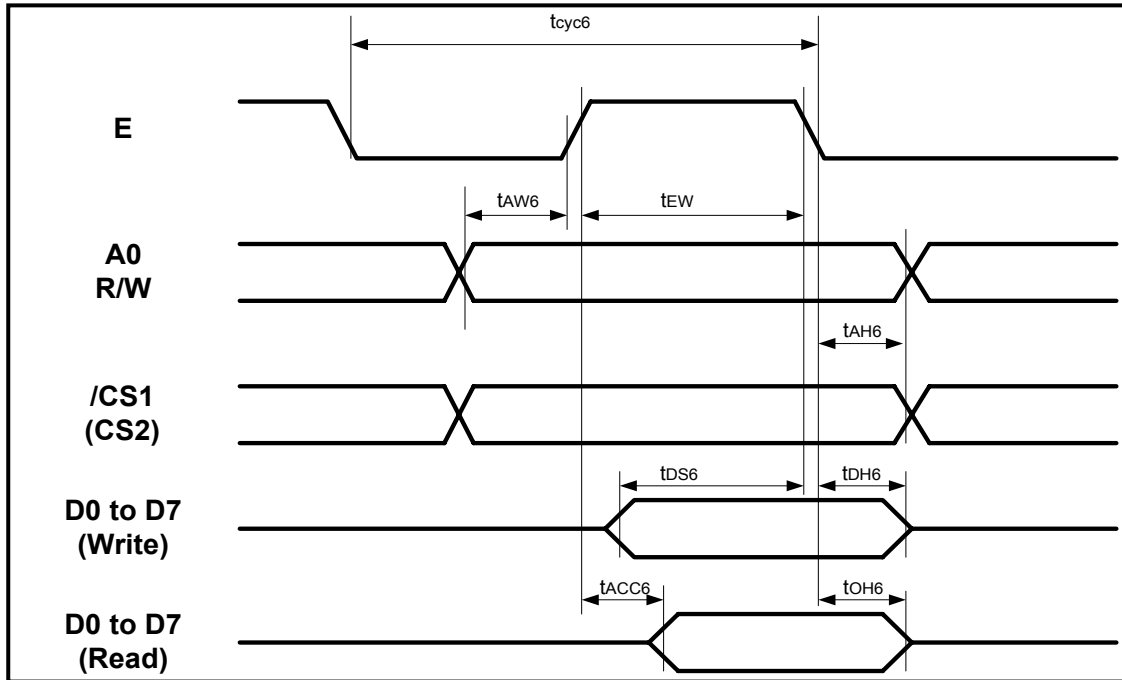 tcyc6
E
tAW6
tEW
A0
R/W
tAH6
/CS1
(CS2)
tDS6
tDH6
D0 to D7
(Write)
tACC6
tOH6
D0 to D7
(Read)